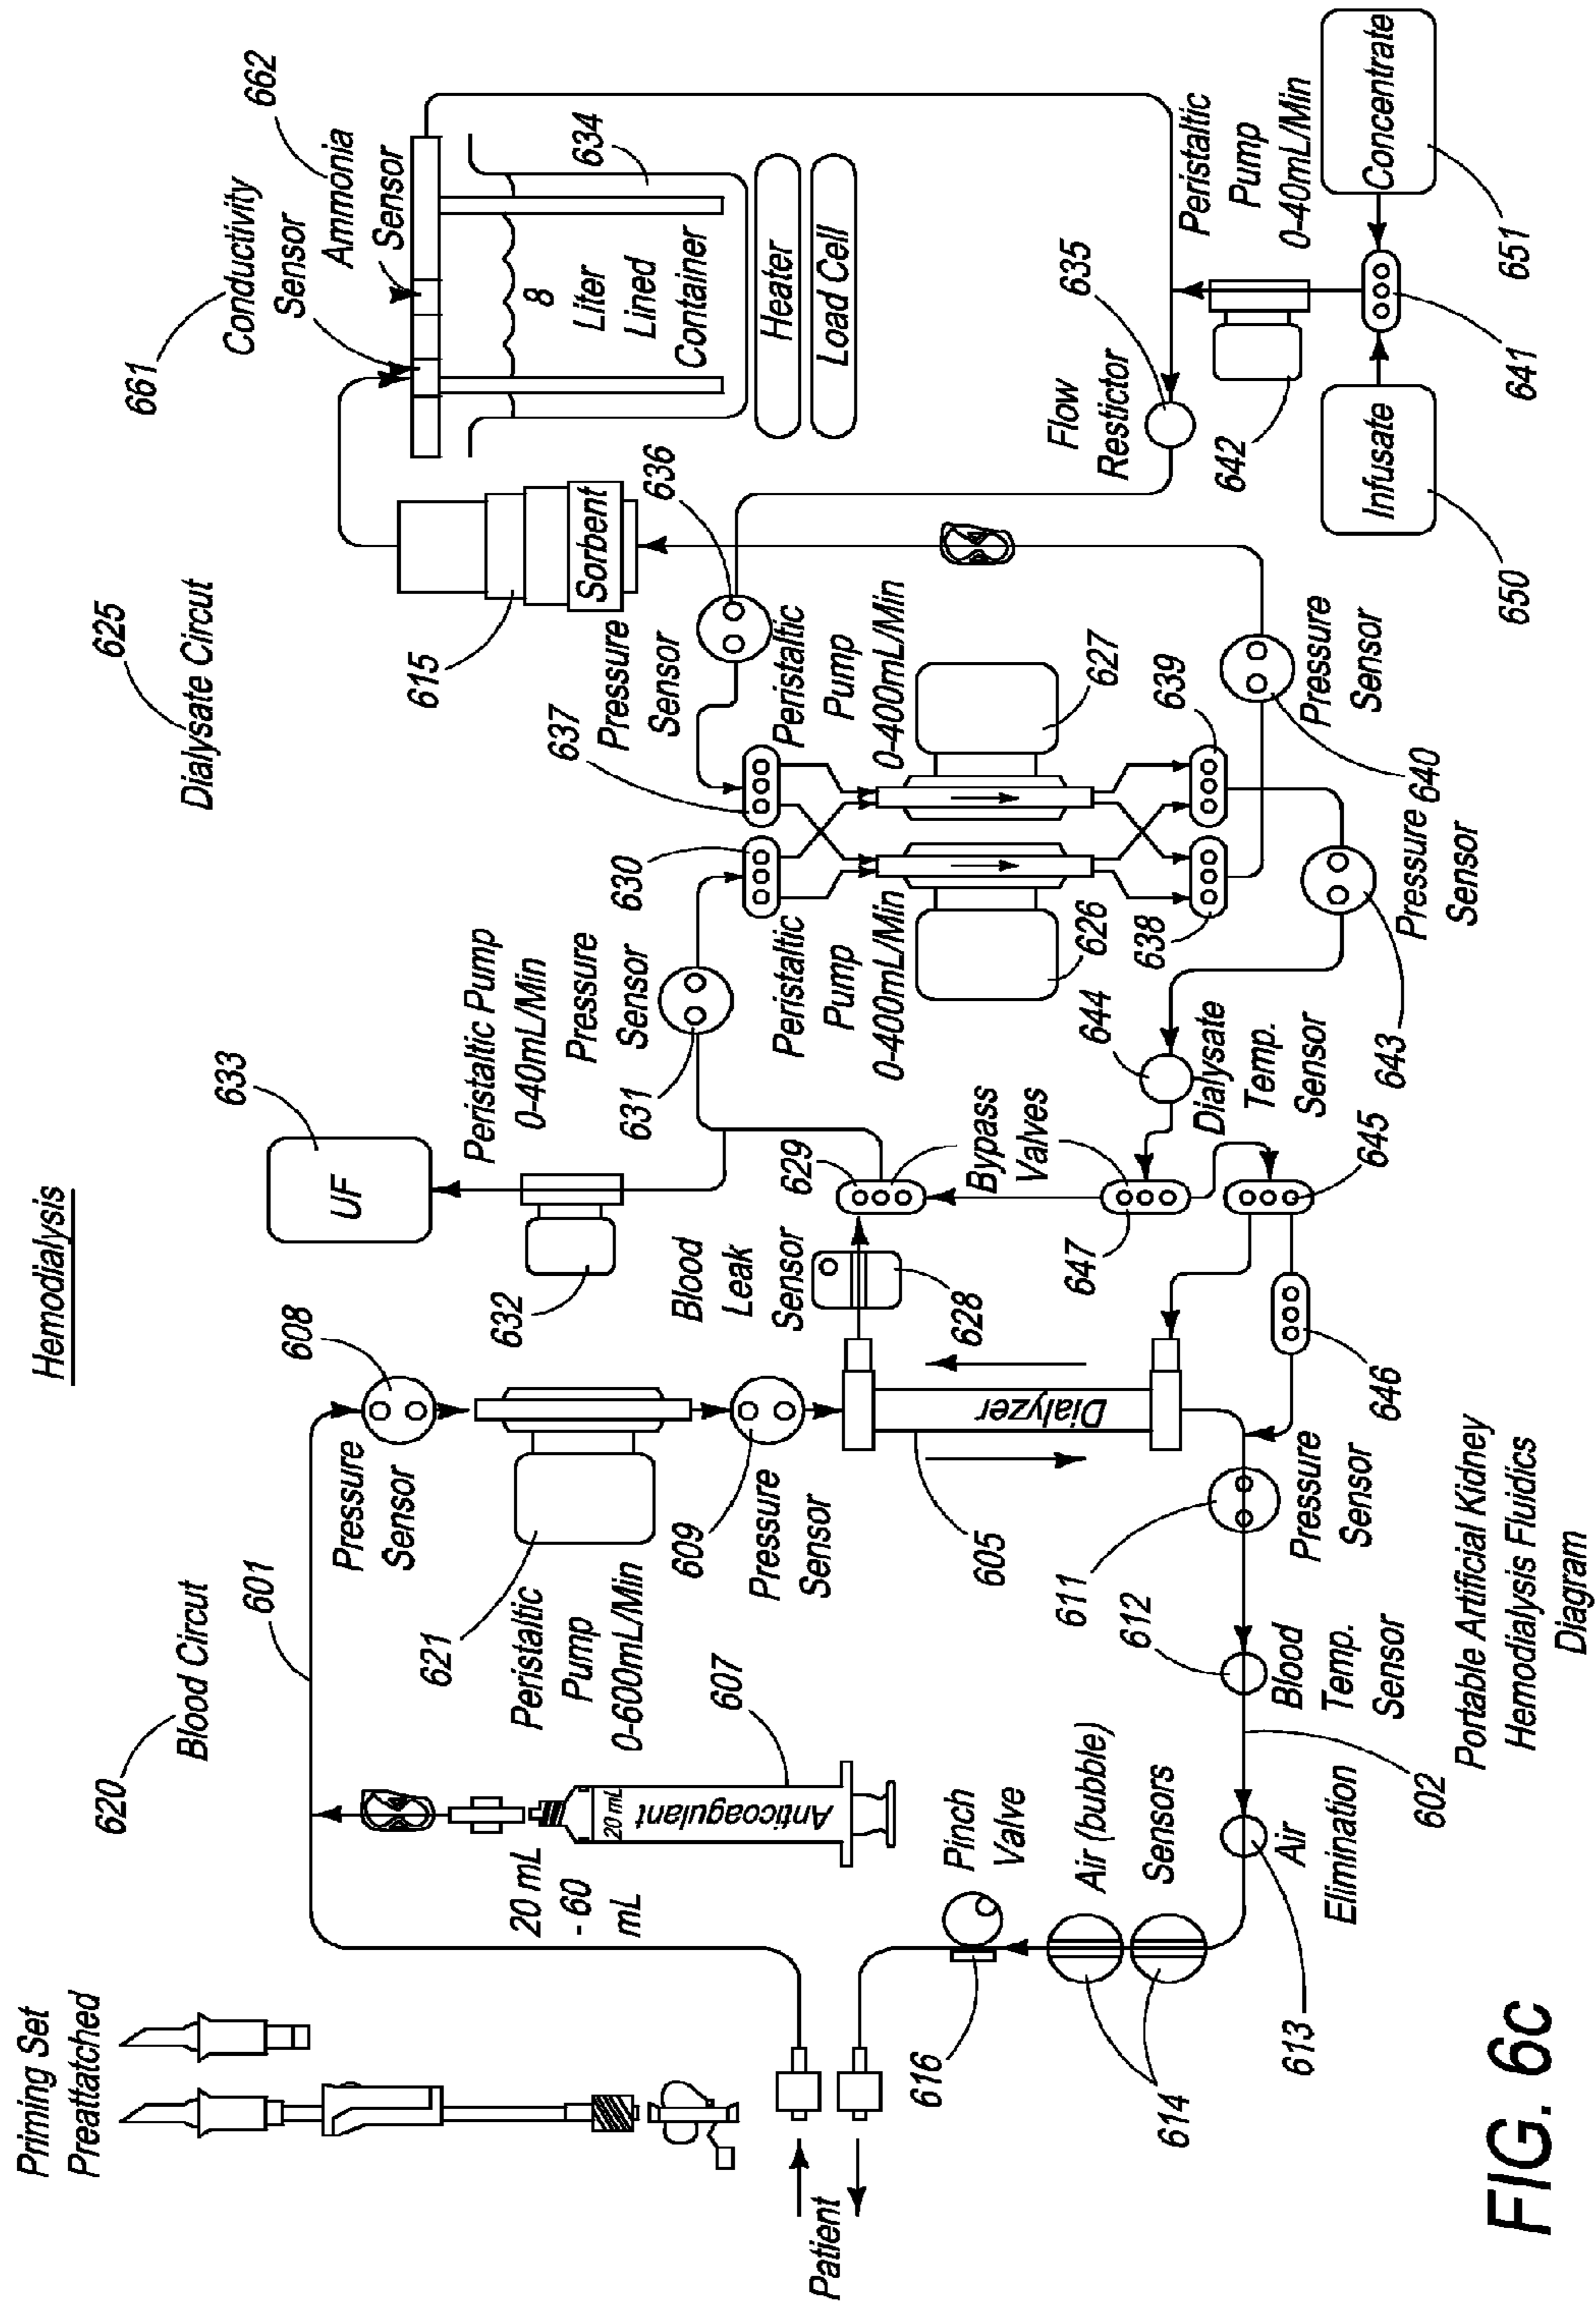 Hemodialysis
Priming Set
Preattatched
620
Blood Circut
601
Pressure
Sensor
608
621
Peristaltic
Pump
0-600mL/Min
609
Pressure
Sensor
20 mL
- 60
mL
20 mL
Anticoagulant
607
Patient
616
Pinch
Valve
Air (bubble)
Sensors
614
613
Air
Elimination
602
612
Blood
Temp.
Sensor
611
Pressure
Sensor
605
Dialyzer
Blood
Leak
Sensor
628
633
UF
632
Peristaltic Pump
0-40mL/Min
Pressure
Sensor
631
629
Bypass
Valves
647
646
645
644
Dialysate
Temp.
Sensor
643
Pressure
Sensor
625
Dialysate Circut
615
Sorbent
636
Pressure
Sensor
637
630
Peristaltic
Pump
0-400mL/Min
627
Peristaltic
Pump
0-400mL/Min
626
638
639
640
Pressure
Sensor
661
Conductivity
Sensor
662
Ammonia
Sensor
634
8
Liter
Lined
Container
Heater
Load Cell
635
Flow
Restictor
Peristaltic
Pump
0-40mL/Min
642
641
Infusate
650
Concentrate
651
Portable Artificial Kidney
Hemodialysis Fluidics
Diagram
FIG. 6c